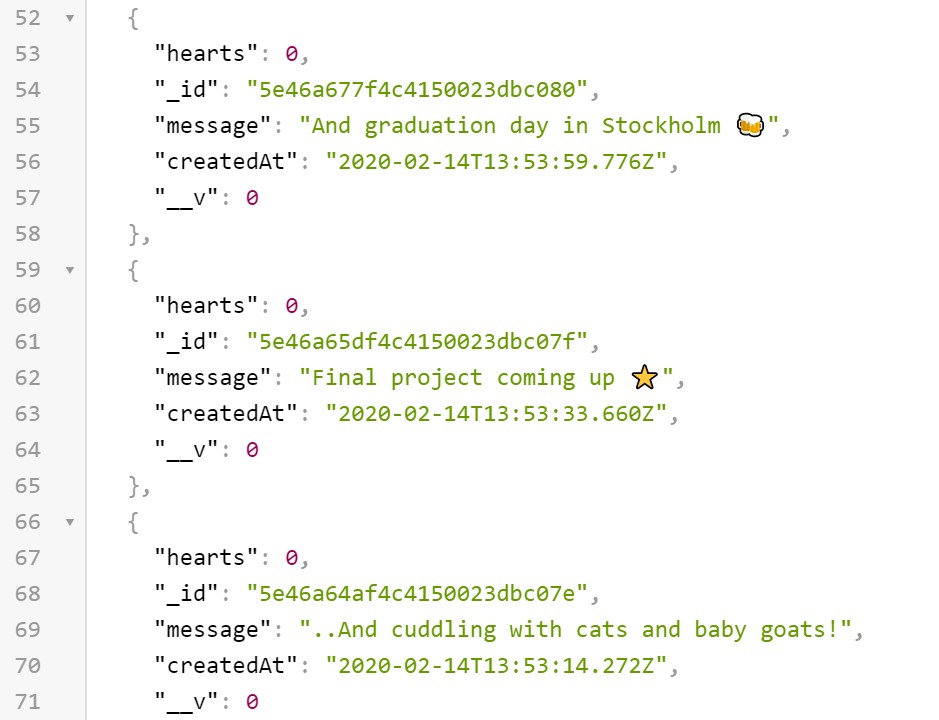 52 ▾ {
53 "hearts": 0,
54 "_id": "5e46a677f4c4150023dbc080",
55 "message": "And graduation day in Stockholm 🍻",
56 "createdAt": "2020-02-14T13:53:59.776Z",
57 "__v": 0
58 },
59 ▾ {
60 "hearts": 0,
61 "_id": "5e46a65df4c4150023dbc07f",
62 "message": "Final project coming up ⭐",
63 "createdAt": "2020-02-14T13:53:33.660Z",
64 "__v": 0
65 },
66 ▾ {
67 "hearts": 0,
68 "_id": "5e46a64af4c4150023dbc07e",
69 "message": "..And cuddling with cats and baby goats!",
70 "createdAt": "2020-02-14T13:53:14.272Z",
71 "__v": 0